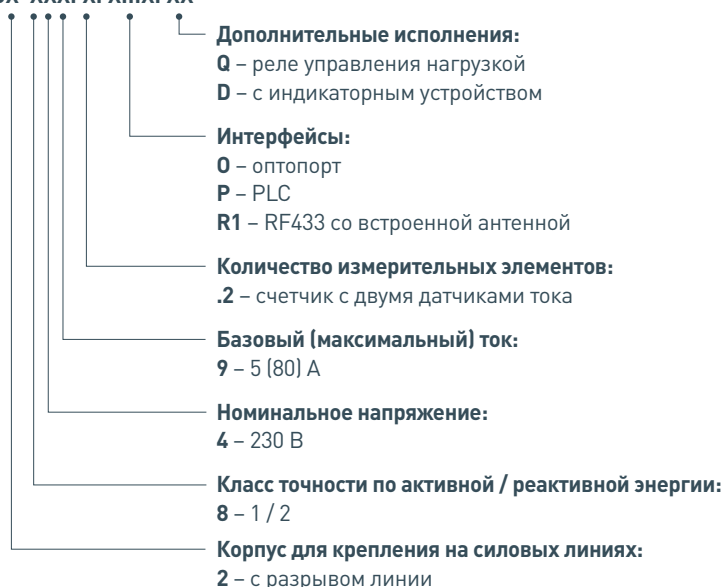 Дополнительные исполнения:
Q – реле управления нагрузкой
D – с индикаторным устройством
Интерфейсы:
O – оптопорт
P – PLC
R1 – RF433 со встроенной антенной
Количество измерительных элементов:
.2 – счетчик с двумя датчиками тока
Базовый (максимальный) ток:
9 – 5 (80) А
Номинальное напряжение:
4 – 230 В
Класс точности по активной / реактивной энергии:
8 – 1 / 2
Корпус для крепления на силовых линиях:
2 – с разрывом линии